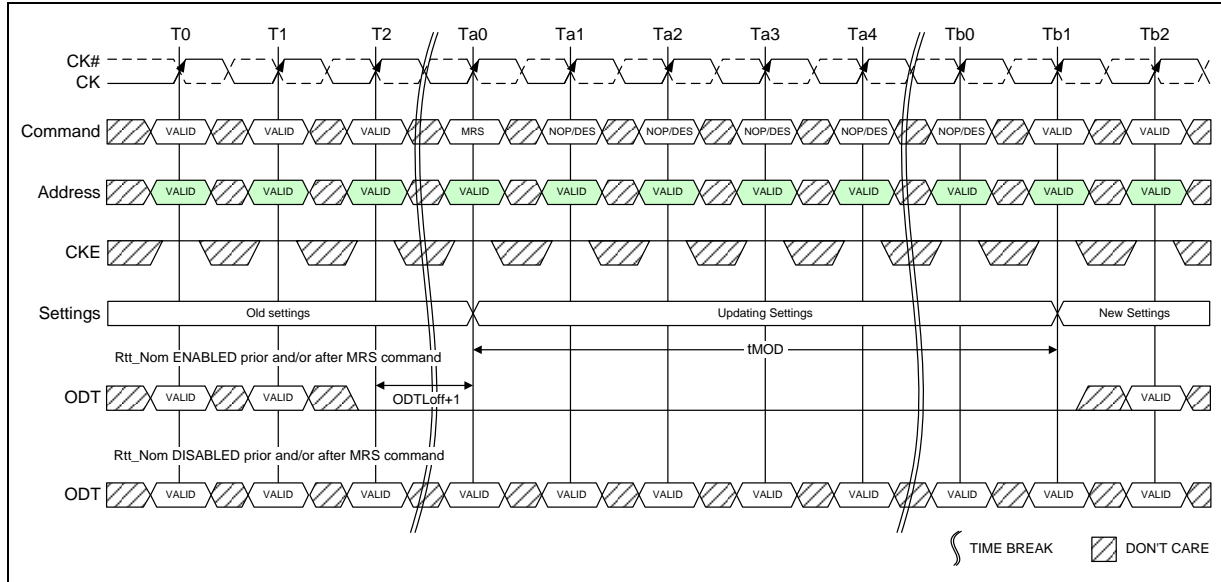 T0 T1 T2 Ta0 Ta1 Ta2 Ta3 Ta4 Tb0 Tb1 Tb2
CK#
CK
Command VALID VALID VALID MRS NOP/DES NOP/DES NOP/DES NOP/DES NOP/DES VALID VALID
Address VALID VALID VALID VALID VALID VALID VALID VALID VALID VALID VALID
CKE
Settings Old settings Updating Settings New Settings
Rtt_Nom ENABLED prior and/or after MRS command
tMOD
ODT VALID VALID ODTLoff+1 VALID
Rtt_Nom DISABLED prior and/or after MRS command
ODT VALID VALID VALID VALID VALID VALID VALID VALID VALID VALID VALID
TIME BREAK DON'T CARE